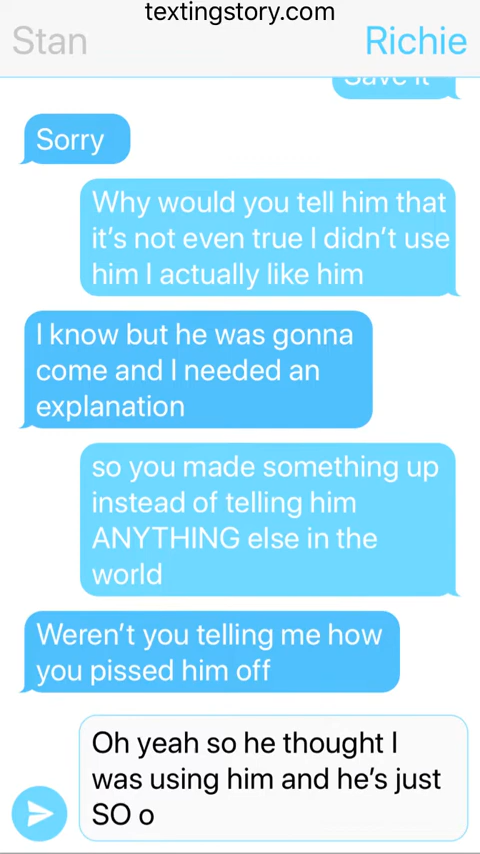 textingstory.com
Stan
Richie
Save it
Sorry
Why would you tell him that
it's not even true I didn't use
him I actually like him
I know but he was gonna
come and I needed an
explanation
so you made something up
instead of telling him
ANYTHING else in the
world
Weren't you telling me how
you pissed him off
Oh yeah so he thought I
was using him and he's just
SO o